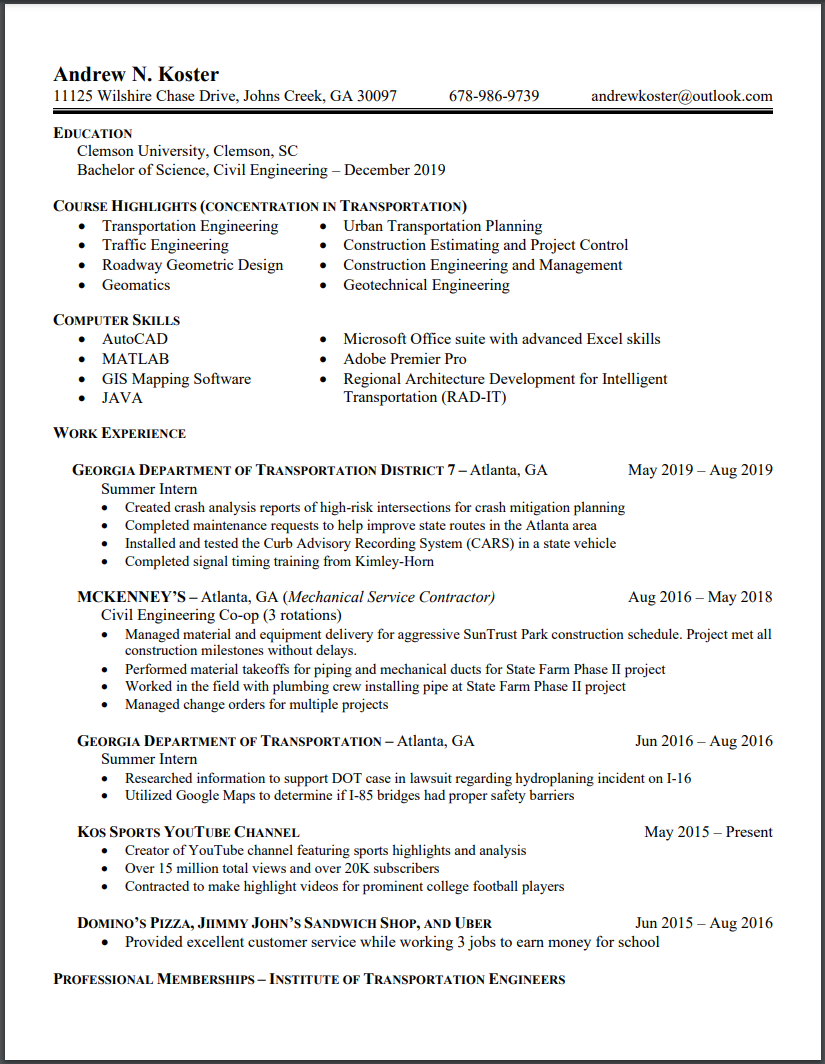 Andrew N. Koster
11125 Wilshire Chase Drive, Johns Creek, GA 30097 678-986-9739 andrewkoster@outlook.com
EDUCATION
Clemson University, Clemson, SC
Bachelor of Science, Civil Engineering – December 2019
COURSE HIGHLIGHTS (CONCENTRATION IN TRANSPORTATION)
• Transportation Engineering • Urban Transportation Planning
• Traffic Engineering • Construction Estimating and Project Control
• Roadway Geometric Design • Construction Engineering and Management
• Geomatics • Geotechnical Engineering
COMPUTER SKILLS
• AutoCAD • Microsoft Office suite with advanced Excel skills
• MATLAB • Adobe Premier Pro
• GIS Mapping Software • Regional Architecture Development for Intelligent
• JAVA Transportation (RAD-IT)
WORK EXPERIENCE
GEORGIA DEPARTMENT OF TRANSPORTATION DISTRICT 7 – Atlanta, GA May 2019 – Aug 2019
Summer Intern
• Created crash analysis reports of high-risk intersections for crash mitigation planning
• Completed maintenance requests to help improve state routes in the Atlanta area
• Installed and tested the Curb Advisory Recording System (CARS) in a state vehicle
• Completed signal timing training from Kimley-Horn
MCKENNEY'S – Atlanta, GA (Mechanical Service Contractor) Aug 2016 – May 2018
Civil Engineering Co-op (3 rotations)
• Managed material and equipment delivery for aggressive SunTrust Park construction schedule. Project met all
construction milestones without delays.
• Performed material takeoffs for piping and mechanical ducts for State Farm Phase II project
• Worked in the field with plumbing crew installing pipe at State Farm Phase II project
• Managed change orders for multiple projects
GEORGIA DEPARTMENT OF TRANSPORTATION – Atlanta, GA Jun 2016 – Aug 2016
Summer Intern
• Researched information to support DOT case in lawsuit regarding hydroplaning incident on I-16
• Utilized Google Maps to determine if I-85 bridges had proper safety barriers
KOS SPORTS YOUTUBE CHANNEL May 2015 – Present
• Creator of YouTube channel featuring sports highlights and analysis
• Over 15 million total views and over 20K subscribers
• Contracted to make highlight videos for prominent college football players
DOMINO'S PIZZA, JIIMMY JOHN'S SANDWICH SHOP, AND UBER Jun 2015 – Aug 2016
• Provided excellent customer service while working 3 jobs to earn money for school
PROFESSIONAL MEMBERSHIPS – INSTITUTE OF TRANSPORTATION ENGINEERS